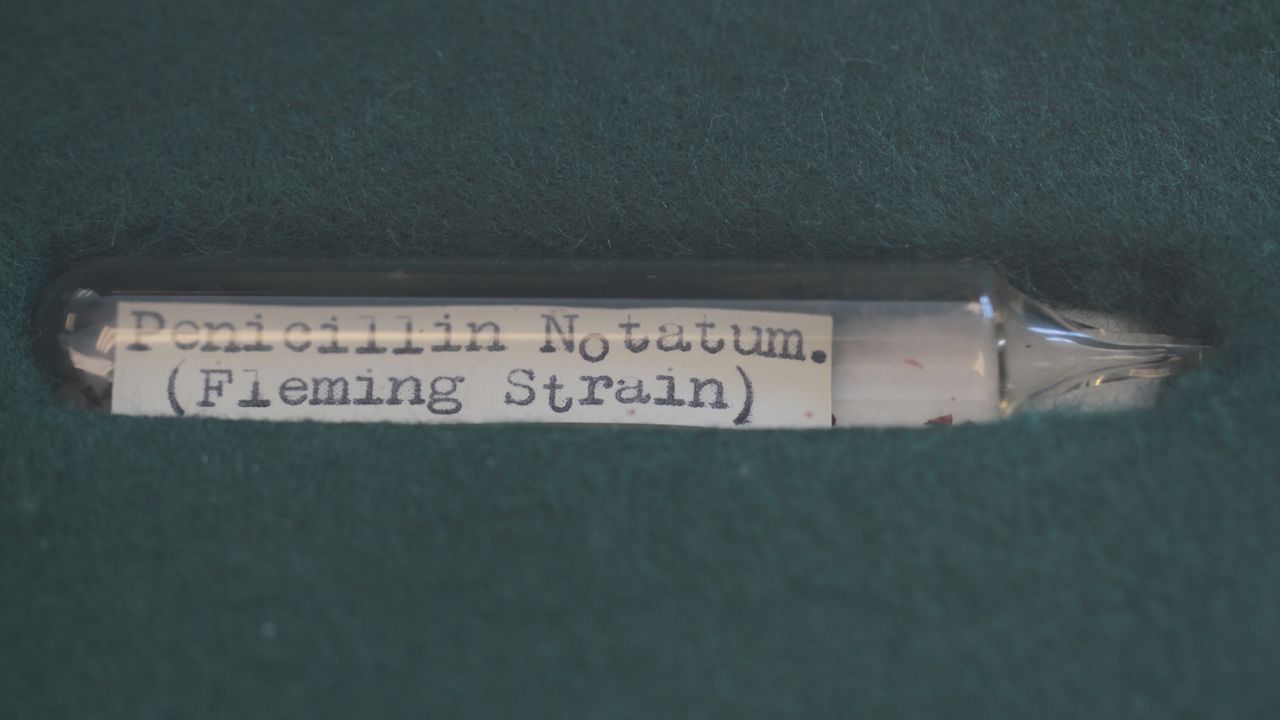 Penicillin Notatum.
(Fleming Strain)